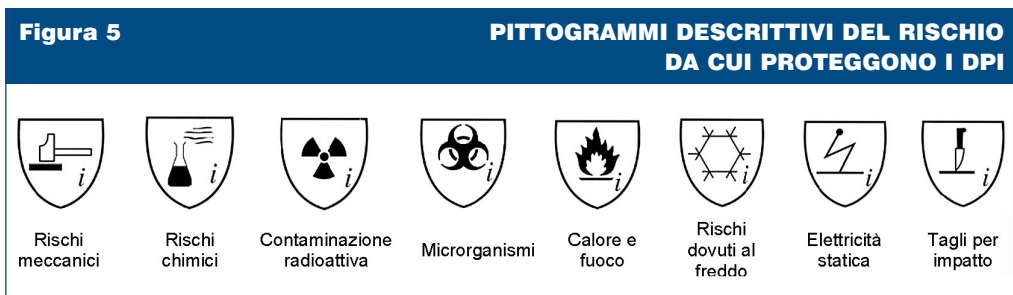 Figura 5
PITTOGRAMMI DESCRITTIVI DEL RISCHIO
DA CUI PROTEGGONO I DPI
i i i i i i i i
Rischi
meccanici
Rischi
chimici
Contaminazione
radioattiva
Microrganismi
Calore e
fuoco
Rischi
dovuti al
freddo
Elettricità
statica
Tagli per
impatto